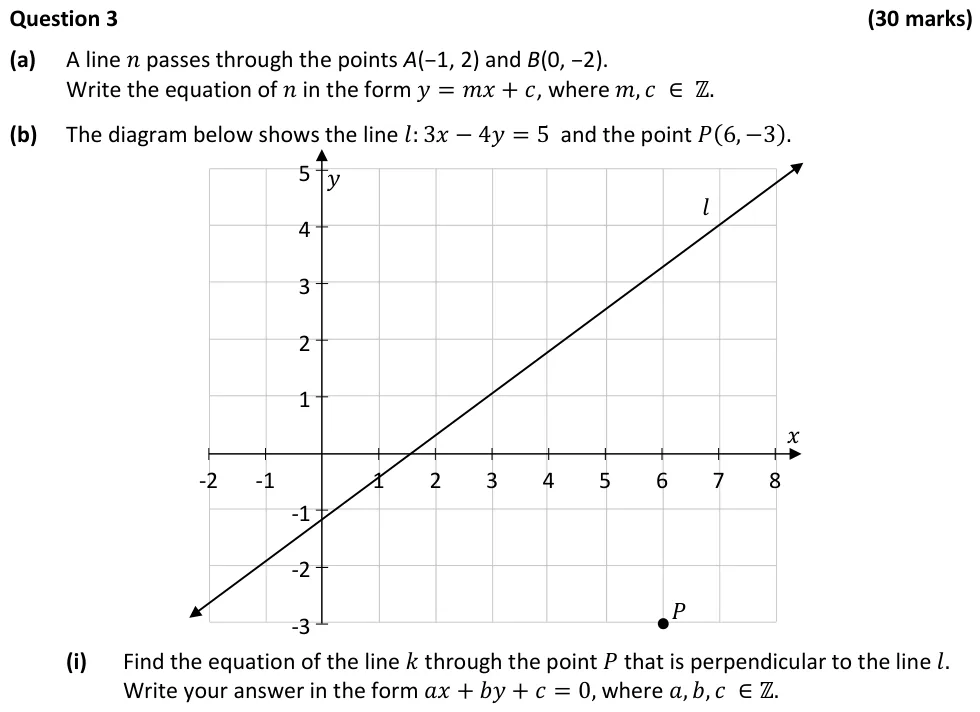 Question 3 (30 marks)
(a) A line n passes through the points A(−1, 2) and B(0, −2).
Write the equation of n in the form y = mx + c, where m, c ∈ ℤ.
(b) The diagram below shows the line l: 3x − 4y = 5 and the point P(6, −3).
5 y
l
4
3
2
1
x
-2 -1 1 2 3 4 5 6 7 8
-1
-2
P
-3
(i) Find the equation of the line k through the point P that is perpendicular to the line l.
Write your answer in the form ax + by + c = 0, where a, b, c ∈ ℤ.